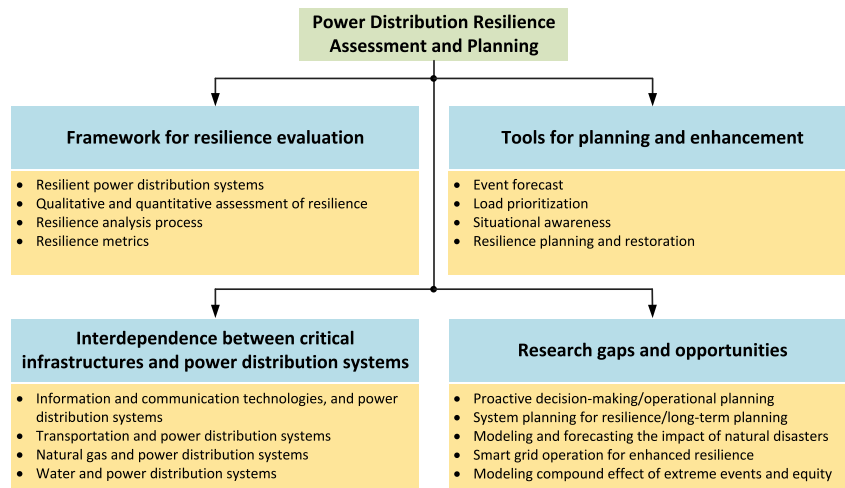 Power Distribution Resilience
Assessment and Planning
Framework for resilience evaluation
• Resilient power distribution systems
• Qualitative and quantitative assessment of resilience
• Resilience analysis process
• Resilience metrics
Tools for planning and enhancement
• Event forecast
• Load prioritization
• Situational awareness
• Resilience planning and restoration
Interdependence between critical
infrastructures and power distribution systems
• Information and communication technologies, and power
distribution systems
• Transportation and power distribution systems
• Natural gas and power distribution systems
• Water and power distribution systems
Research gaps and opportunities
• Proactive decision-making/operational planning
• System planning for resilience/long-term planning
• Modeling and forecasting the impact of natural disasters
• Smart grid operation for enhanced resilience
• Modeling compound effect of extreme events and equity